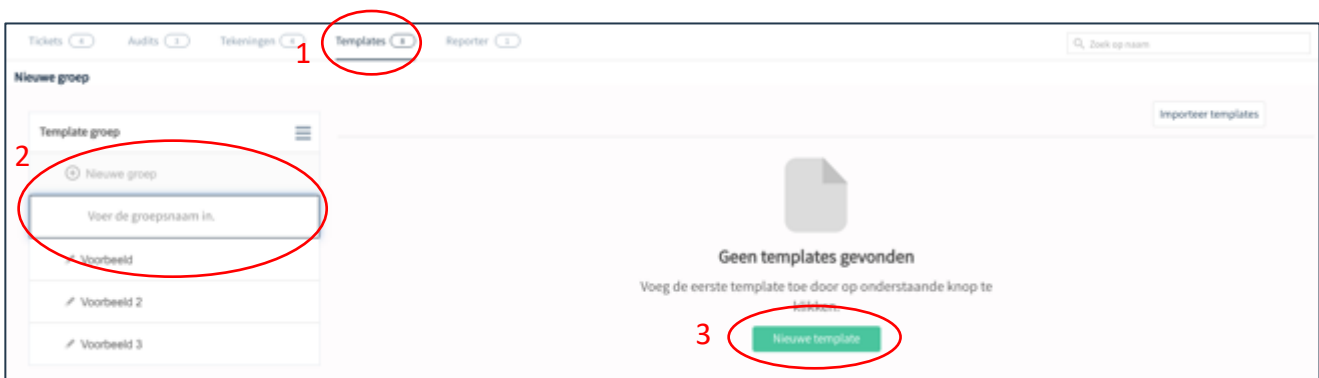 Tickets
Audits
Tekeningen
1
Templates
Reporter
Zoek op naam
Nieuwe groep
Importeer templates
Template groep
2
Nieuwe groep
Voer de groepsnaam in.
Voorbeeld
Voorbeeld 2
Voorbeeld 3
Geen templates gevonden
Voeg de eerste template toe door op onderstaande knop te
klikken.
3
Nieuwe template